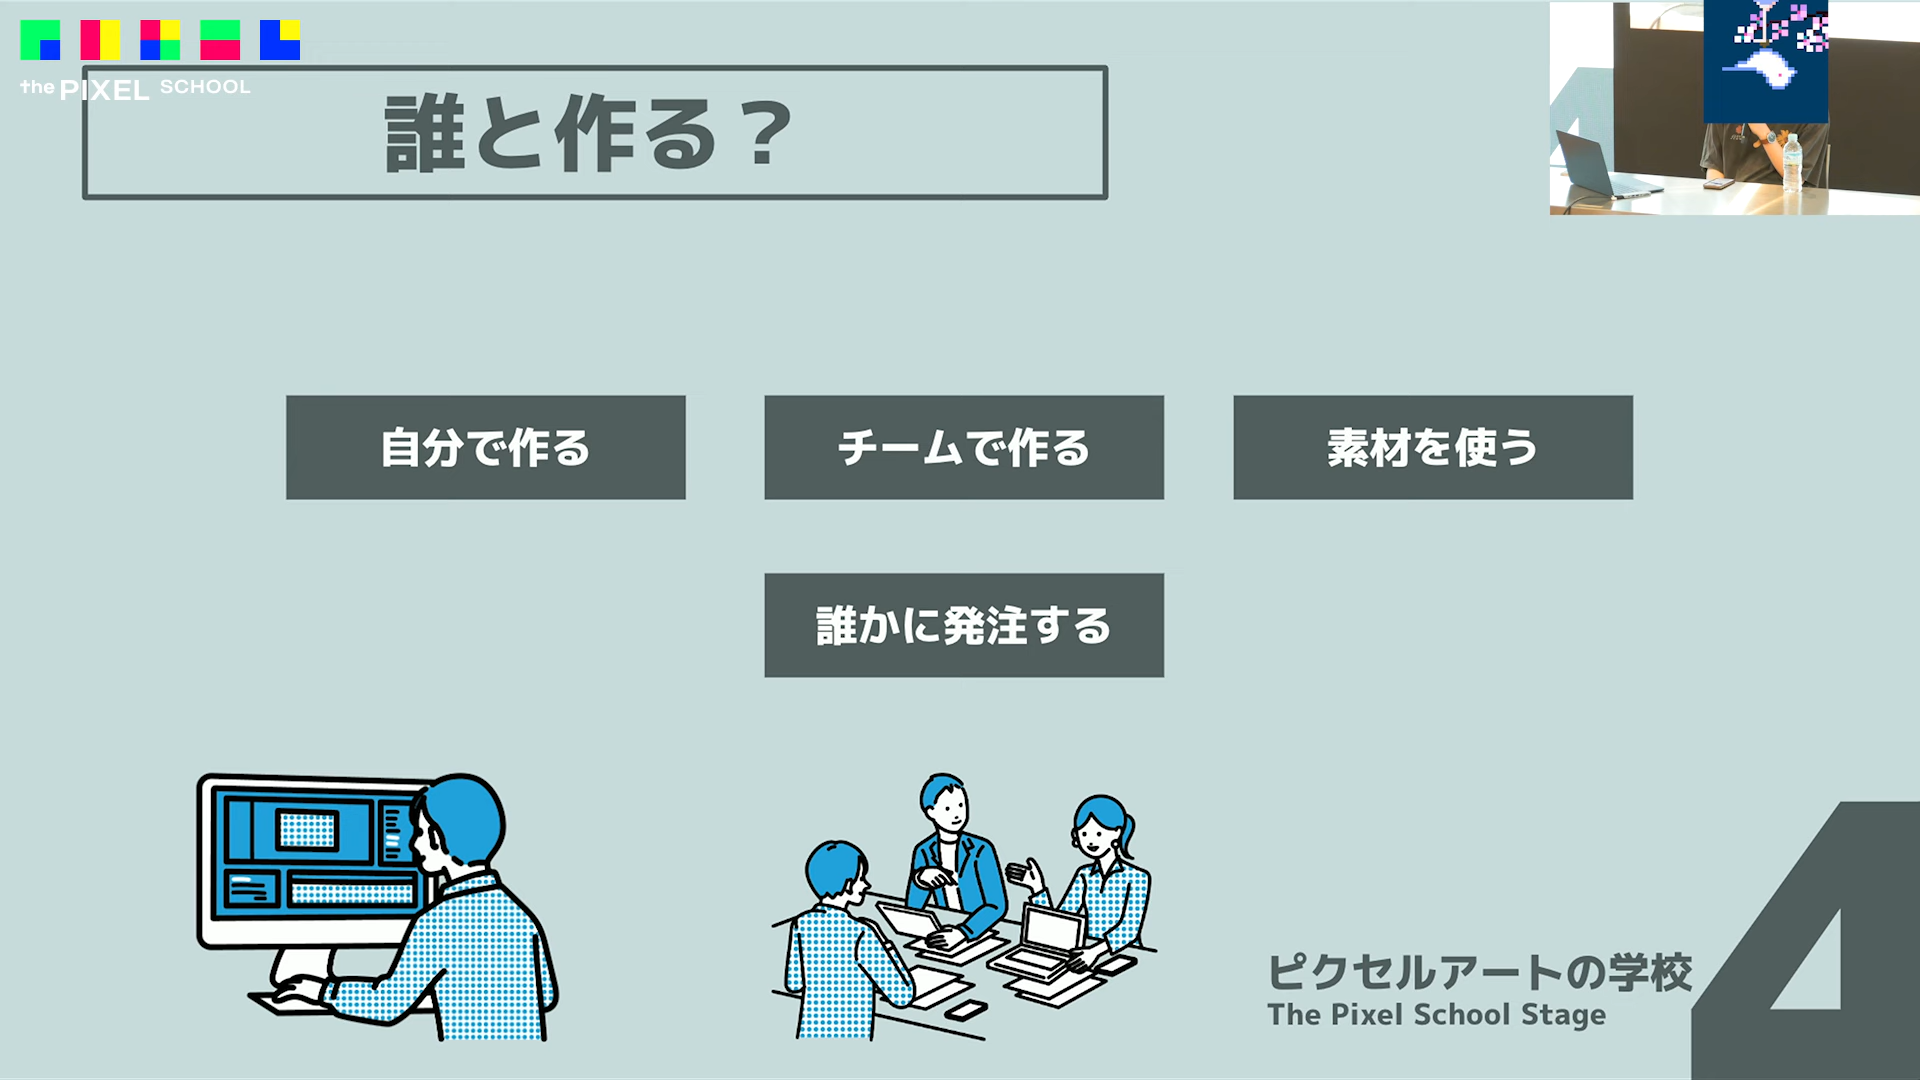 the PIXEL SCHOOL
誰と作る？
自分で作る
チームで作る
素材を使う
誰かに発注する
ピクセルアートの学校
The Pixel School Stage
4